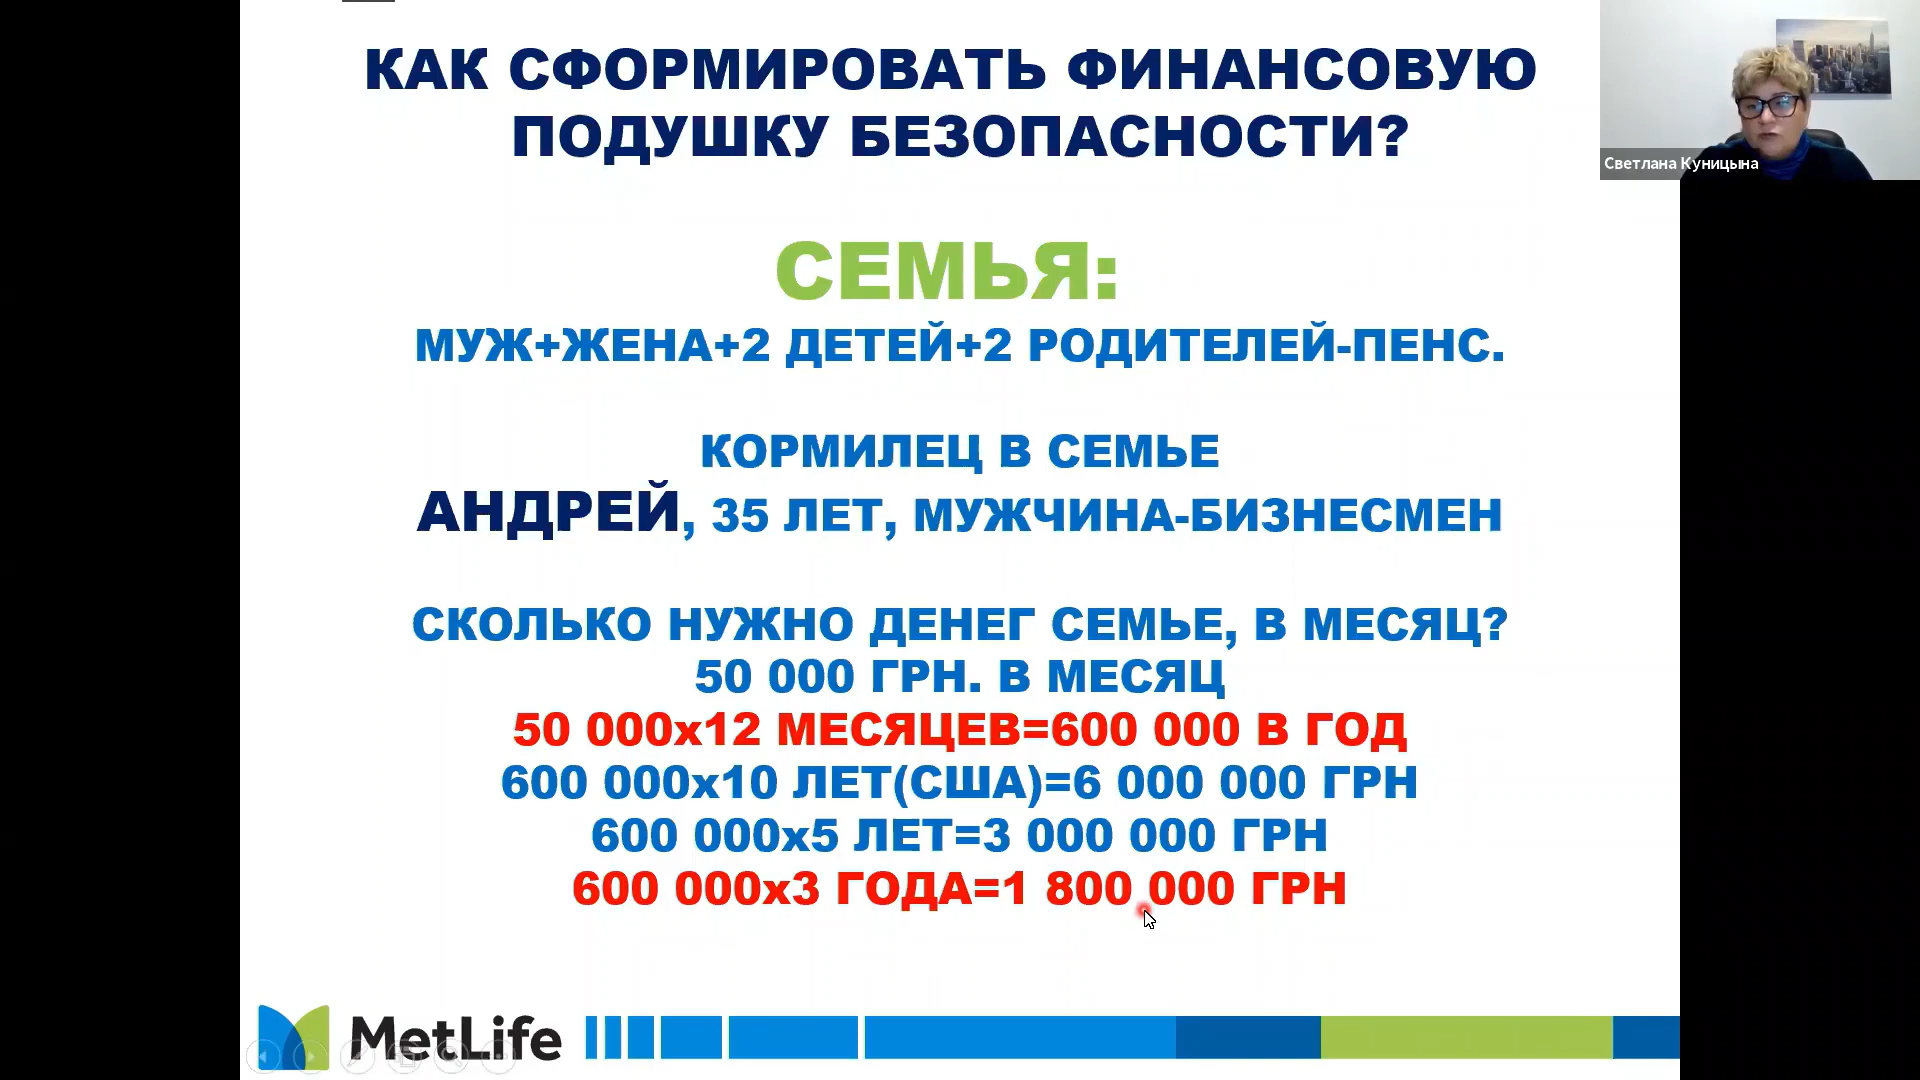 КАК СФОРМИРОВАТЬ ФИНАНСОВУЮ
ПОДУШКУ БЕЗОПАСНОСТИ?
Светлана Куницына
СЕМЬЯ:
МУЖ+ЖЕНА+2 ДЕТЕЙ+2 РОДИТЕЛЕЙ-ПЕНС.
КОРМИЛЕЦ В СЕМЬЕ
АНДРЕЙ, 35 ЛЕТ, МУЖЧИНА-БИЗНЕСМЕН
СКОЛЬКО НУЖНО ДЕНЕГ СЕМЬЕ, В МЕСЯЦ?
50 000 ГРН. В МЕСЯЦ
50 000х12 МЕСЯЦЕВ=600 000 В ГОД
600 000х10 ЛЕТ(США)=6 000 000 ГРН
600 000х5 ЛЕТ=3 000 000 ГРН
600 000х3 ГОДА=1 800 000 ГРН
MetLife